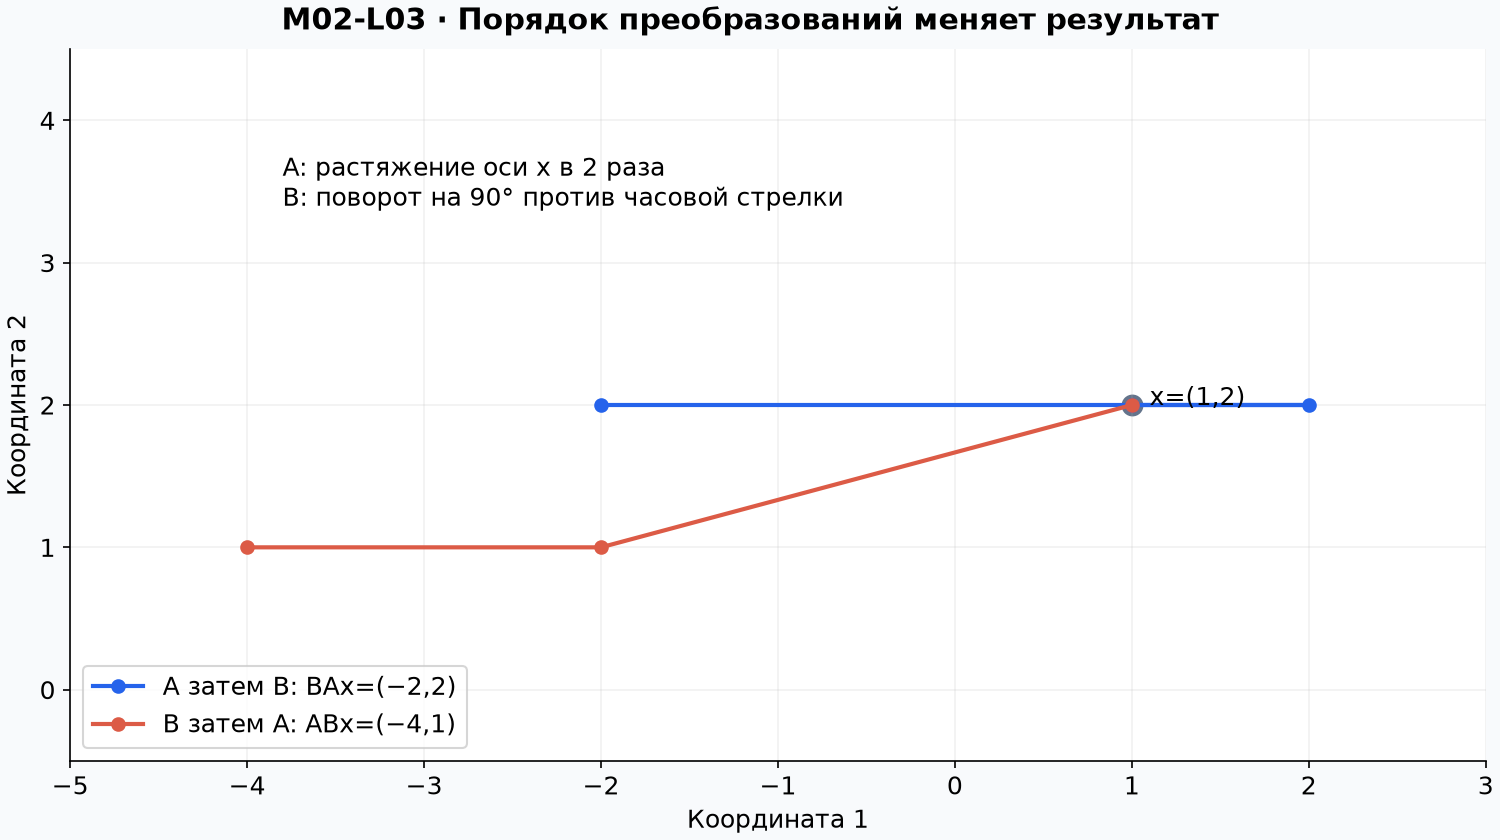 M02-L03 · Порядок преобразований меняет результат
A: растяжение оси x в 2 раза
B: поворот на 90° против часовой стрелки
x=(1,2)
4
3
2
1
0
Координата 2
A затем B: BAx=(−2,2)
B затем A: ABx=(−4,1)
−5 −4 −3 −2 −1 0 1 2 3
Координата 1